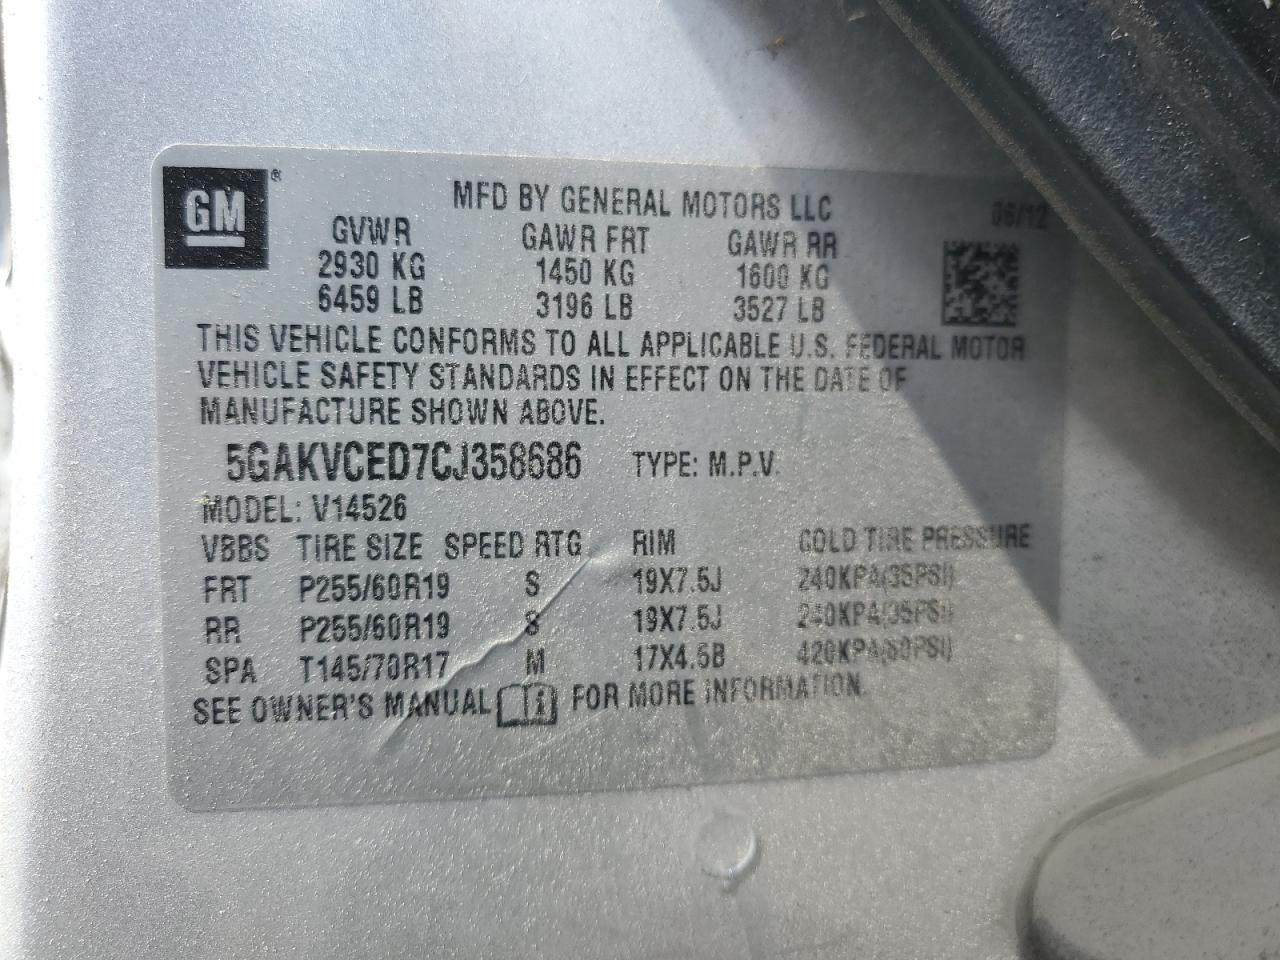 GM®
MFD BY GENERAL MOTORS LLC
06/12
GVWR GAWR FRT GAWR RR
2930 KG 1450 KG 1600 KG
6459 LB 3196 LB 3527 LB
THIS VEHICLE CONFORMS TO ALL APPLICABLE U.S. FEDERAL MOTOR
VEHICLE SAFETY STANDARDS IN EFFECT ON THE DATE OF
MANUFACTURE SHOWN ABOVE.
5GAKVCED7CJ358686 TYPE: M.P.V.
MODEL: V14526
VBBS TIRE SIZE SPEED RTG RIM COLD TIRE PRESSURE
FRT P255/60R19 S 19X7.5J 240KPA(35PSI)
RR P255/60R19 S 19X7.5J 240KPA(35PSI)
SPA T145/70R17 M 17X4.5B 420KPA(60PSI)
SEE OWNER'S MANUAL FOR MORE INFORMATION.